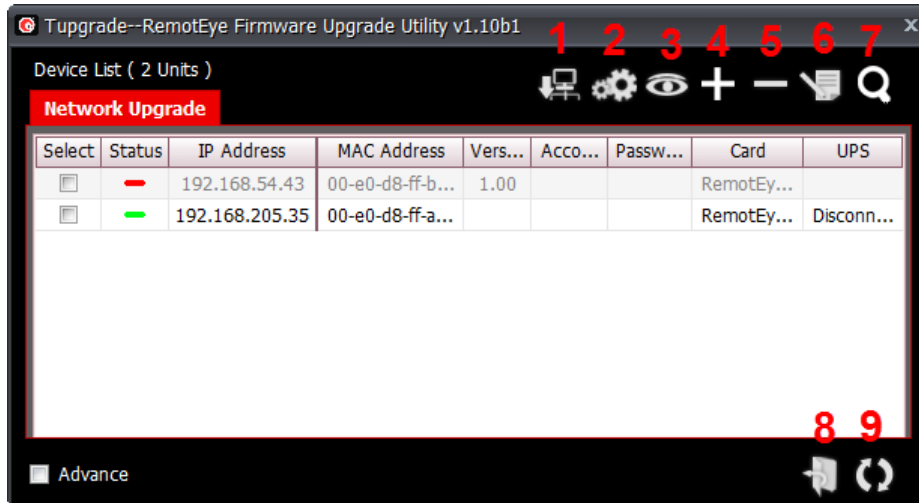 Tupgrade--RemotEye Firmware Upgrade Utility v1.10b1 x
1 2 3 4 5 6 7
Device List ( 2 Units )
Network Upgrade
Select Status IP Address MAC Address Vers... Acco... Passw... Card UPS
192.168.54.43 00-e0-d8-ff-b... 1.00 RemotEy...
192.168.205.35 00-e0-d8-ff-a... RemotEy... Disconn...
8 9
Advance